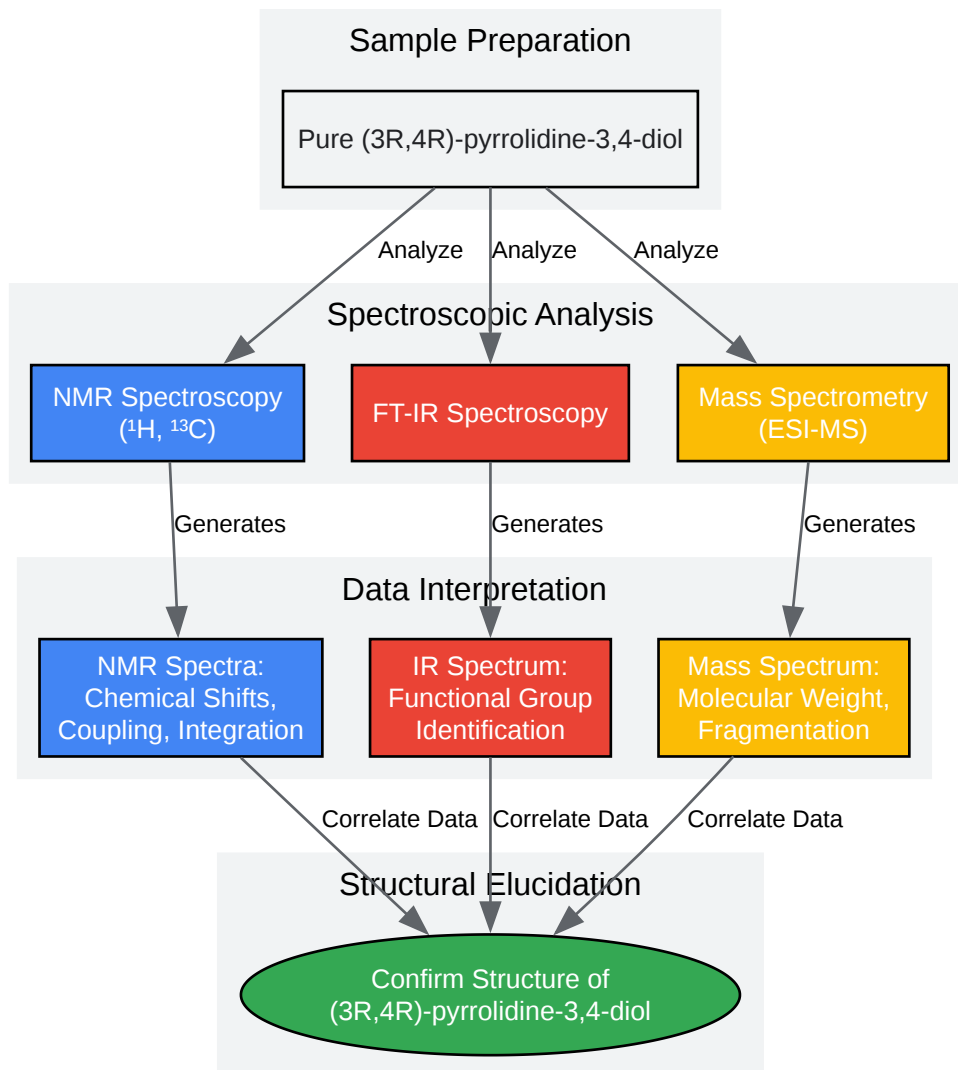 Sample Preparation
Pure (3R,4R)-pyrrolidine-3,4-diol
Analyze
Analyze
Analyze
Spectroscopic Analysis
NMR Spectroscopy
(¹H, ¹³C)
FT-IR Spectroscopy
Mass Spectrometry
(ESI-MS)
Generates
Generates
Generates
Data Interpretation
NMR Spectra:
Chemical Shifts,
Coupling, Integration
IR Spectrum:
Functional Group
Identification
Mass Spectrum:
Molecular Weight,
Fragmentation
Correlate Data
Correlate Data
Correlate Data
Structural Elucidation
Confirm Structure of
(3R,4R)-pyrrolidine-3,4-diol